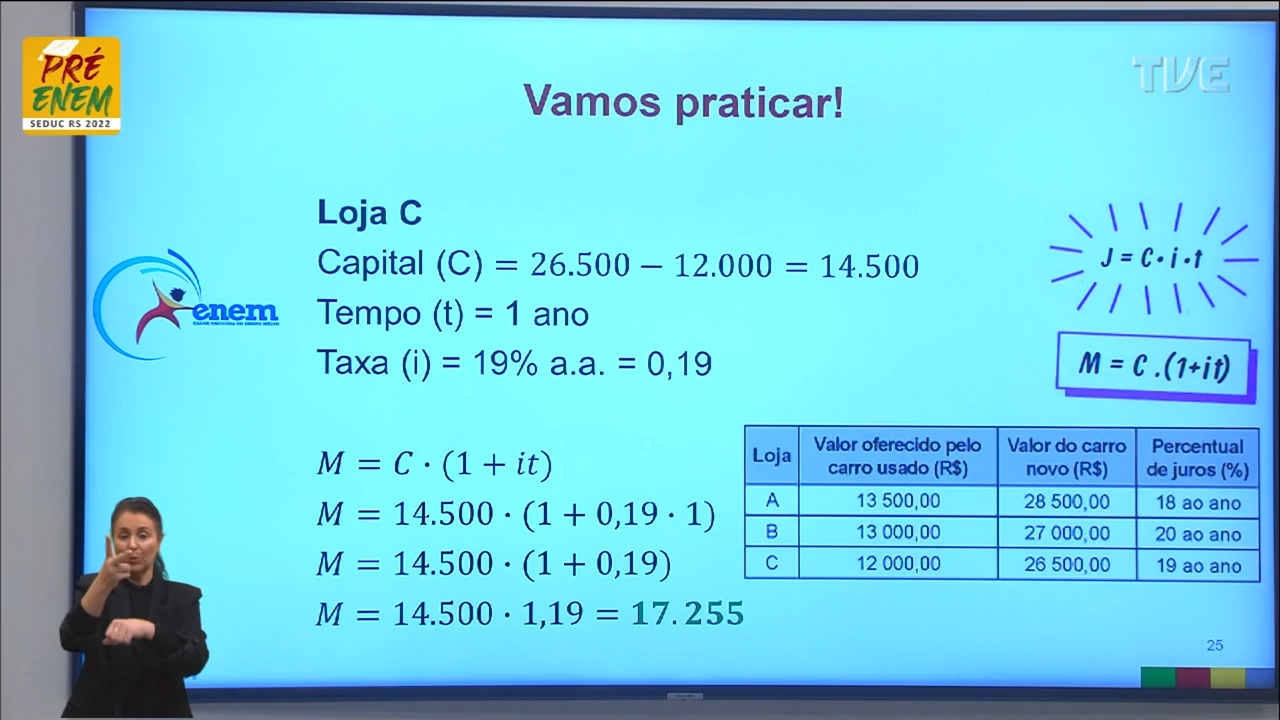 PRÉ
ENEM
SEDUC RS 2022
TVE
Vamos praticar!
Loja C
Capital (C) = 26.500 − 12.000 = 14.500
Tempo (t) = 1 ano
Taxa (i) = 19% a.a. = 0,19
enem
EXAME NACIONAL DO ENSINO MÉDIO
J = C • i • t
M = C .(1+it)
M = C · (1 + it)
M = 14.500 · (1 + 0,19 · 1)
M = 14.500 · (1 + 0,19)
M = 14.500 · 1,19 = 17.255
Loja Valor oferecido pelo carro usado (R$) Valor do carro novo (R$) Percentual de juros (%)
A 13 500,00 28 500,00 18 ao ano
B 13 000,00 27 000,00 20 ao ano
C 12 000,00 26 500,00 19 ao ano
25